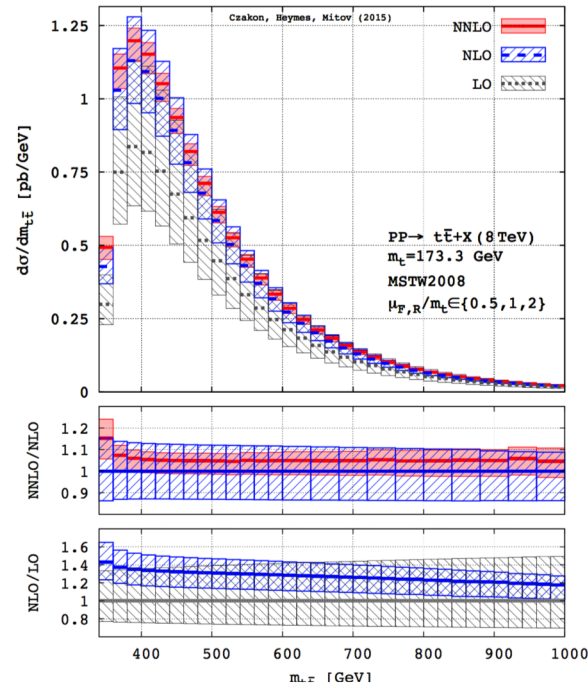 Czakon, Heymes, Mitov (2015)
NNLO
NLO
LO
dσ/dm_tt̄ [pb/GeV]
1.25
1
0.75
0.5
0.25
0
PP→ tt̄+X (8 TeV)
m_t=173.3 GeV
MSTW2008
μ_F,R/m_t∈{0.5,1,2}
NNLO/NLO
1.2
1.1
1
0.9
NLO/LO
1.6
1.4
1.2
1
0.8
400 500 600 700 800 900 1000
m_tt̄ [GeV]